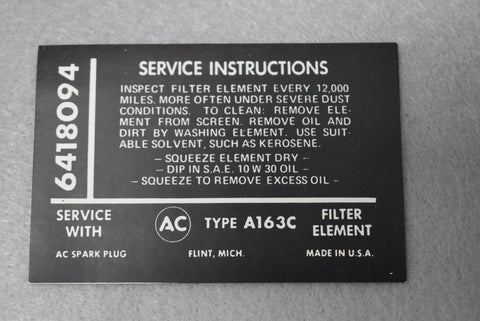 6418094
SERVICE INSTRUCTIONS
INSPECT FILTER ELEMENT EVERY 12,000
MILES. MORE OFTEN UNDER SEVERE DUST
CONDITIONS. TO CLEAN: REMOVE ELE-
MENT FROM SCREEN. REMOVE OIL AND
DIRT BY WASHING ELEMENT. USE SUIT-
ABLE SOLVENT, SUCH AS KEROSENE.
- SQUEEZE ELEMENT DRY -
- DIP IN S.A.E. 10 W 30 OIL -
- SQUEEZE TO REMOVE EXCESS OIL -
SERVICE
WITH
AC SPARK PLUG
AC TYPE A163C
FLINT, MICH.
FILTER
ELEMENT
MADE IN U.S.A.